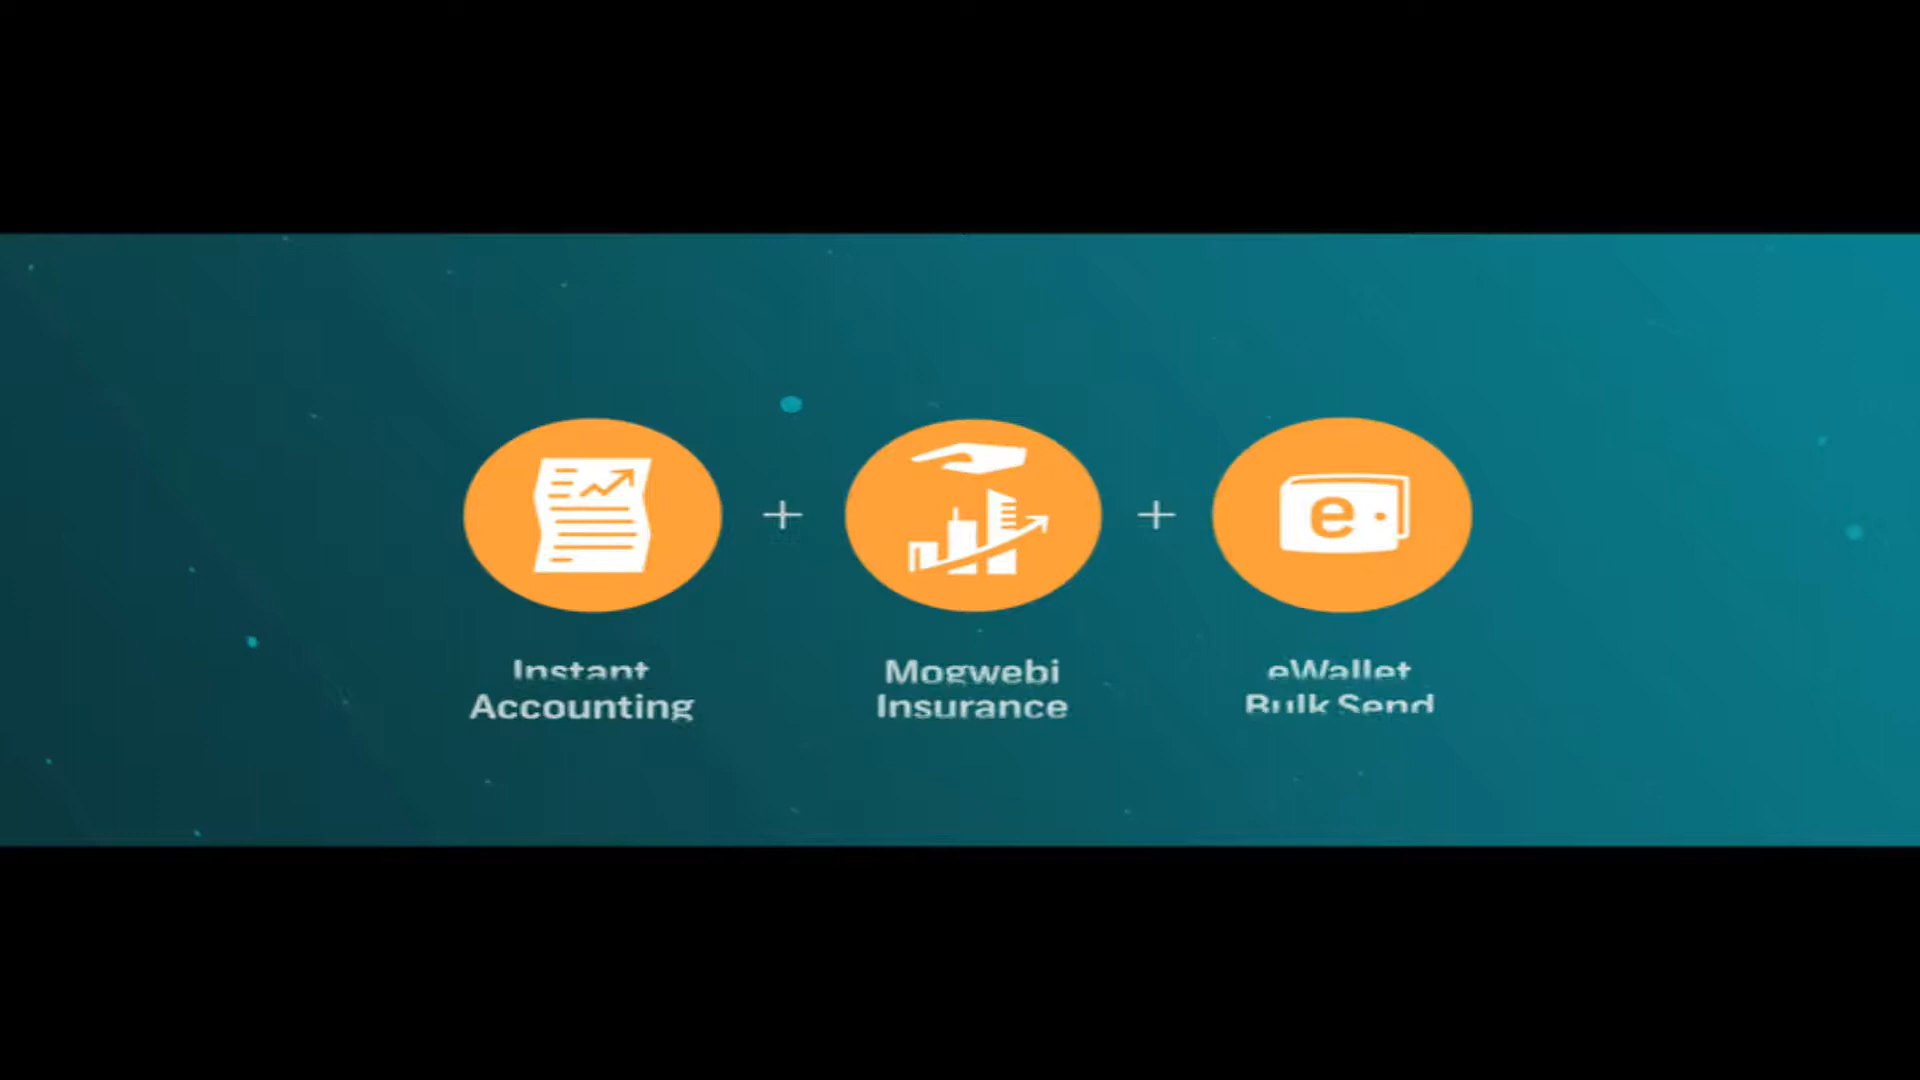 Instant
Accounting
+
Mogwebi
Insurance
+
e
eWallet
Bulk Send